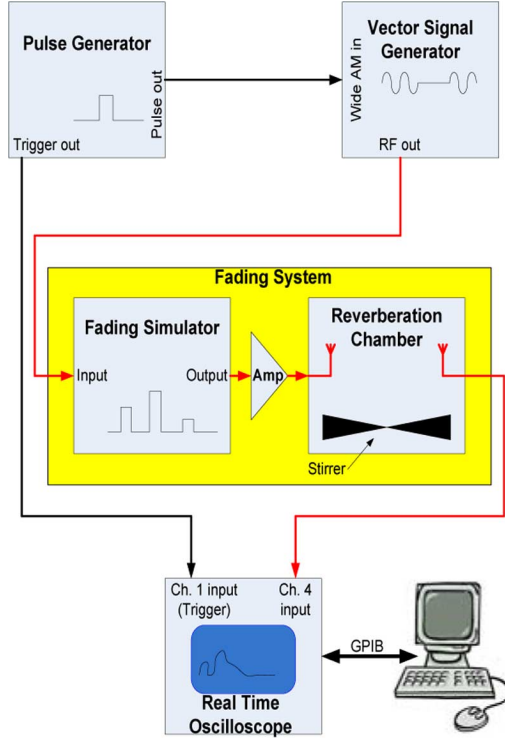 Pulse Generator
Pulse out
Trigger out
Vector Signal
Generator
Wide AM in
RF out
Fading System
Fading Simulator
Input
Output
Amp
Reverberation
Chamber
Stirrer
Ch. 1 input
(Trigger)
Ch. 4
input
Real Time
Oscilloscope
GPIB